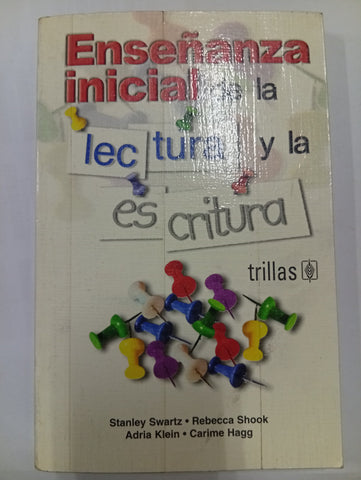 Enseñanza
inicial de la
lectura y la
escritura
trillas
Stanley Swartz • Rebecca Shook
Adria Klein • Carime Hagg